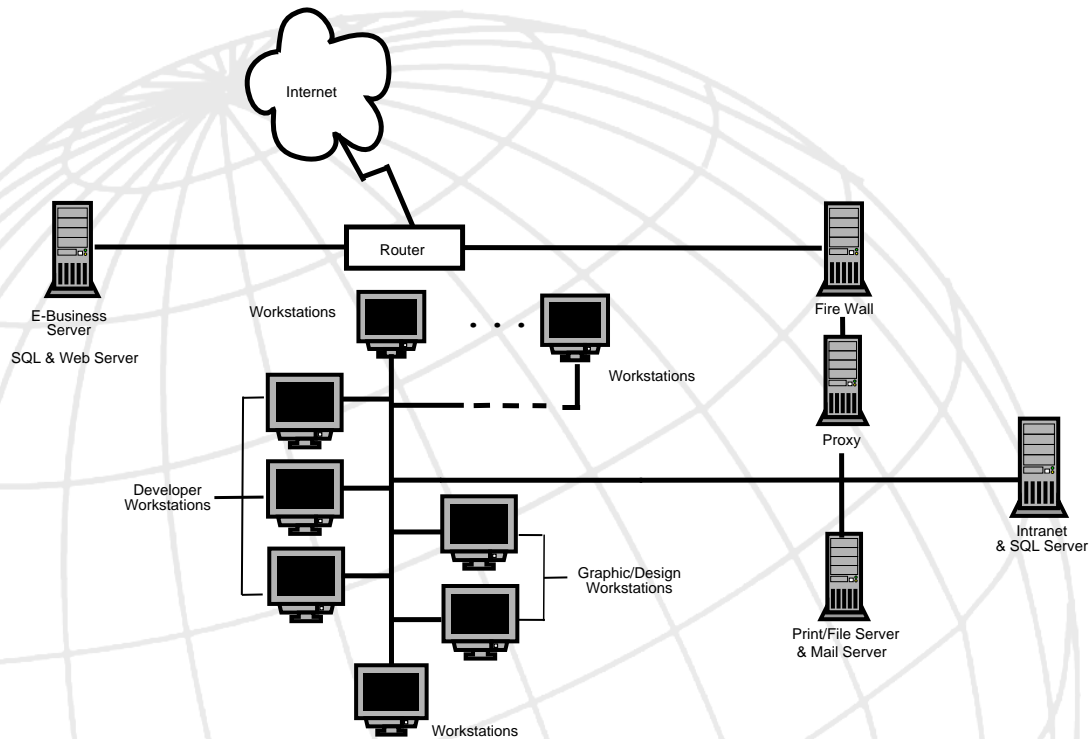 Internet
Router
E-Business
Server
SQL & Web Server
Fire Wall
Workstations
Workstations
Proxy
Developer
Workstations
Intranet
& SQL Server
Graphic/Design
Workstations
Print/File Server
& Mail Server
Workstations